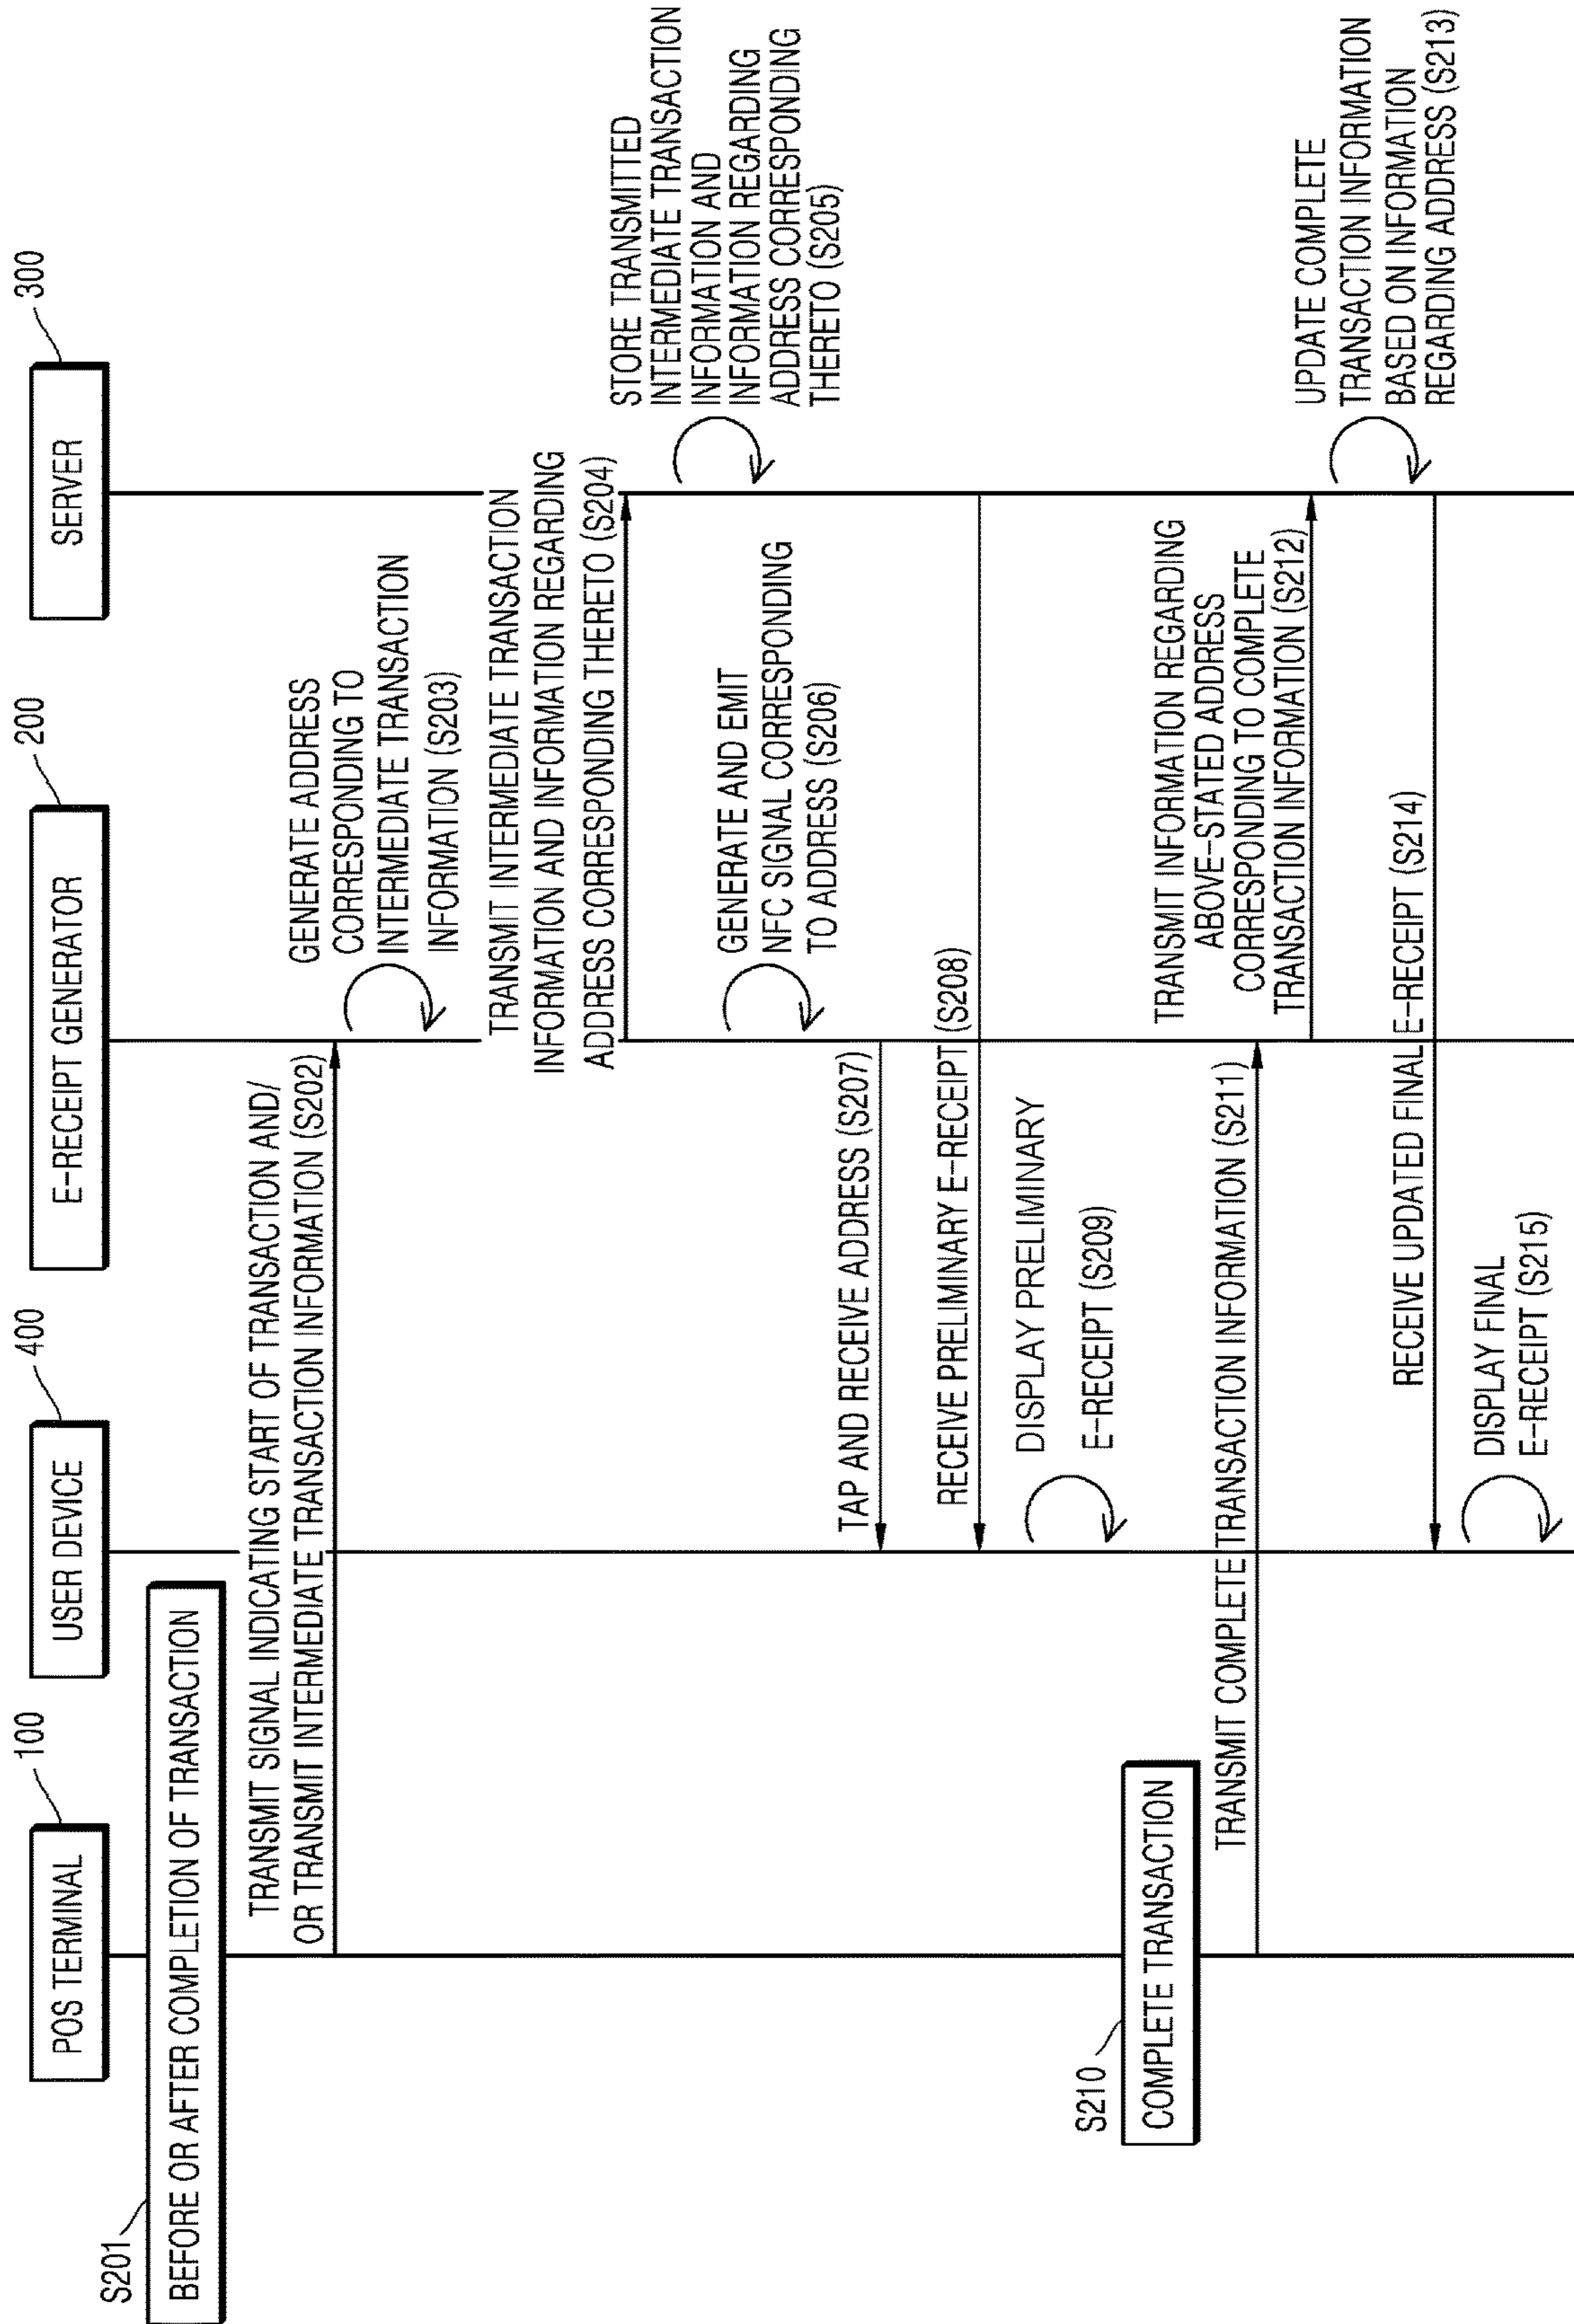 POS TERMINAL
100
USER DEVICE
400
E-RECEIPT GENERATOR
200
SERVER
300
S201
BEFORE OR AFTER COMPLETION OF TRANSACTION
TRANSMIT SIGNAL INDICATING START OF TRANSACTION AND/
OR TRANSMIT INTERMEDIATE TRANSACTION INFORMATION (S202)
GENERATE ADDRESS
CORRESPONDING TO
INTERMEDIATE TRANSACTION
INFORMATION (S203)
TRANSMIT INTERMEDIATE TRANSACTION
INFORMATION AND INFORMATION REGARDING
ADDRESS CORRESPONDING THERETO (S204)
STORE TRANSMITTED
INTERMEDIATE TRANSACTION
INFORMATION AND
INFORMATION REGARDING
ADDRESS CORRESPONDING
THERETO (S205)
GENERATE AND EMIT
NFC SIGNAL CORRESPONDING
TO ADDRESS (S206)
TAP AND RECEIVE ADDRESS (S207)
RECEIVE PRELIMINARY E-RECEIPT (S208)
DISPLAY PRELIMINARY
E-RECEIPT (S209)
S210
COMPLETE TRANSACTION
TRANSMIT COMPLETE TRANSACTION INFORMATION (S211)
TRANSMIT INFORMATION REGARDING
ABOVE-STATED ADDRESS
CORRESPONDING TO COMPLETE
TRANSACTION INFORMATION (S212)
UPDATE COMPLETE
TRANSACTION INFORMATION
BASED ON INFORMATION
REGARDING ADDRESS (S213)
RECEIVE UPDATED FINAL E-RECEIPT (S214)
DISPLAY FINAL
E-RECEIPT (S215)